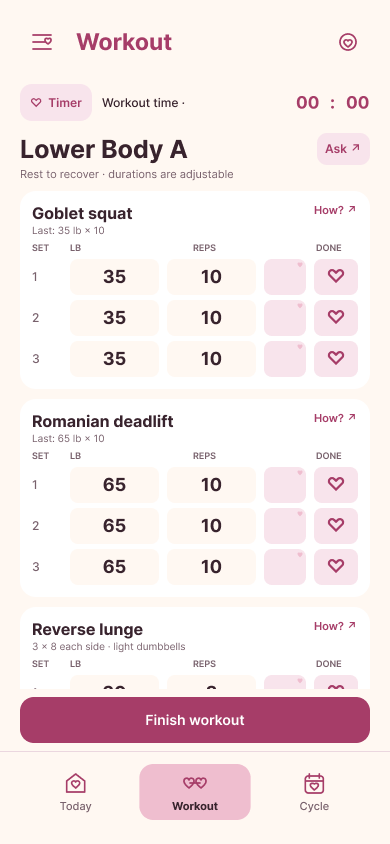 Workout
Timer
Workout time ·
00 : 00
Lower Body A
Ask ↗
Rest to recover · durations are adjustable
Goblet squat
How? ↗
Last: 35 lb × 10
SET LB REPS DONE
1 35 10
2 35 10
3 35 10
Romanian deadlift
How? ↗
Last: 65 lb × 10
SET LB REPS DONE
1 65 10
2 65 10
3 65 10
Reverse lunge
How? ↗
3 × 8 each side · light dumbbells
SET LB REPS DONE
Finish workout
Today Workout Cycle